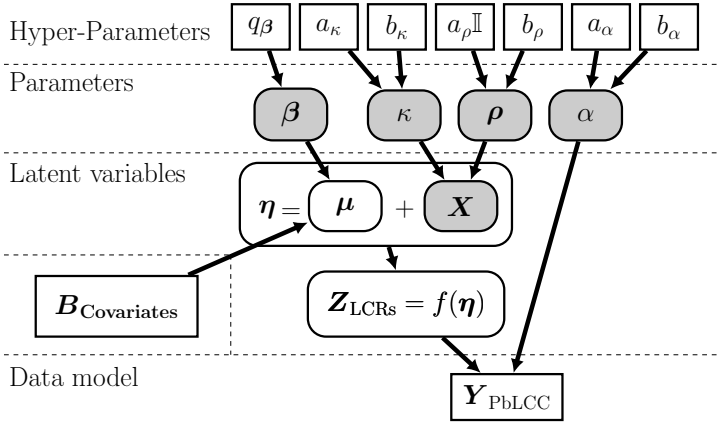 Hyper-Parameters q_β a_κ b_κ a_ρ𝕀 b_ρ a_α b_α
Parameters β κ ρ α
Latent variables
η = μ + X
B_Covariates Z_LCRs = f(η)
Data model
Y_PbLCC